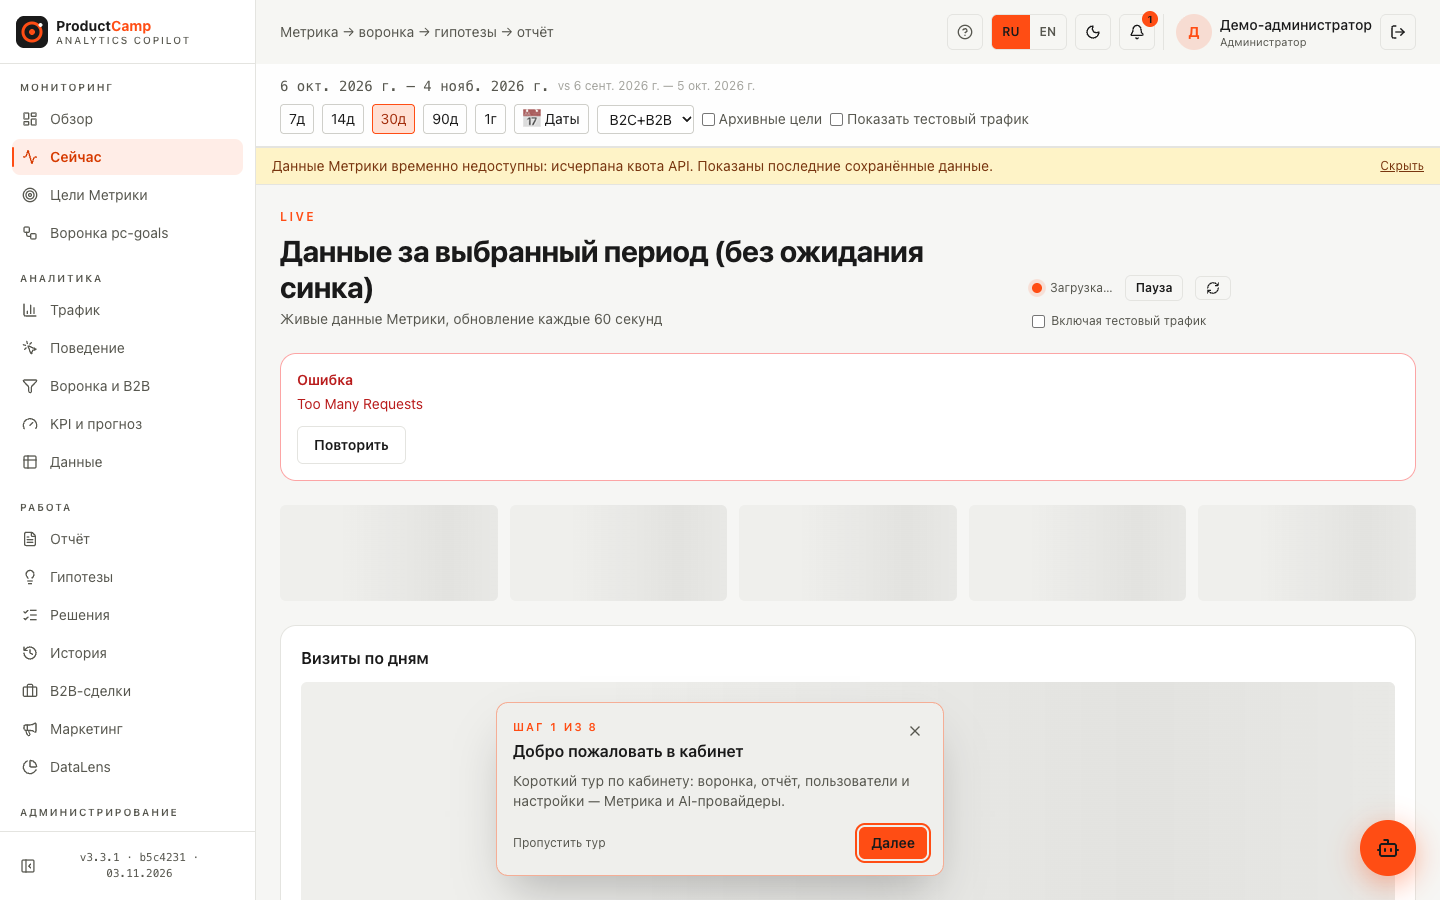 ProductCamp
ANALYTICS COPILOT
Метрика → воронка → гипотезы → отчёт
RU
EN
1
Д
Демо-администратор
Администратор
МОНИТОРИНГ
Обзор
Сейчас
Цели Метрики
Воронка pc-goals
АНАЛИТИКА
Трафик
Поведение
Воронка и B2B
KPI и прогноз
Данные
РАБОТА
Отчёт
Гипотезы
Решения
История
B2B-сделки
Маркетинг
DataLens
АДМИНИСТРИРОВАНИЕ
v3.3.1 · b5c4231 ·
03.11.2026
6 окт. 2026 г. — 4 нояб. 2026 г. vs 6 сент. 2026 г. — 5 окт. 2026 г.
7д 14д 30д 90д 1г 17 Даты B2C+B2B Архивные цели Показать тестовый трафик
Данные Метрики временно недоступны: исчерпана квота API. Показаны последние сохранённые данные. Скрыть
LIVE
Данные за выбранный период (без ожидания
синка)
Живые данные Метрики, обновление каждые 60 секунд
Загрузка... Пауза
Включая тестовый трафик
Ошибка
Too Many Requests
Повторить
Визиты по дням
ШАГ 1 ИЗ 8
Добро пожаловать в кабинет
Короткий тур по кабинету: воронка, отчёт, пользователи и
настройки — Метрика и AI-провайдеры.
Пропустить тур
Далее